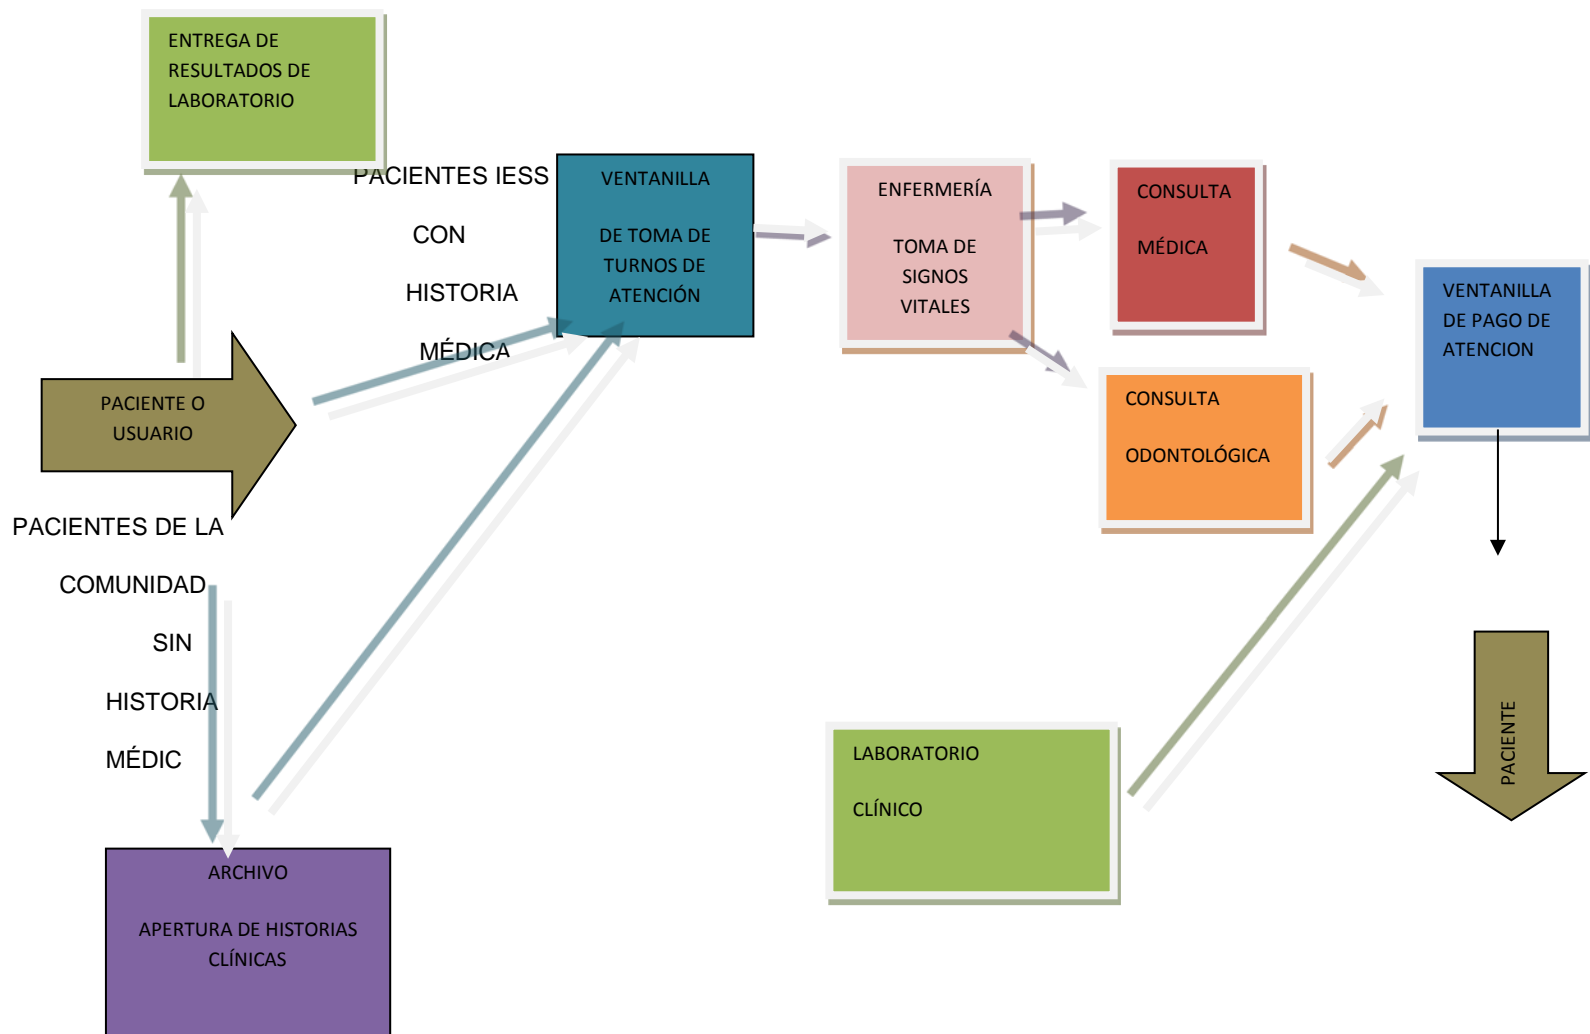 ENTREGA DE
RESULTADOS DE
LABORATORIO
PACIENTES IESS
CON
HISTORIA
MÉDICA
VENTANILLA
DE TOMA DE
TURNOS DE
ATENCIÓN
ENFERMERÍA
TOMA DE
SIGNOS
VITALES
CONSULTA
MÉDICA
VENTANILLA
DE PAGO DE
ATENCION
CONSULTA
ODONTOLÓGICA
PACIENTE O
USUARIO
PACIENTES DE LA
COMUNIDAD
SIN
HISTORIA
MÉDIC
LABORATORIO
CLÍNICO
PACIENTE
ARCHIVO
APERTURA DE HISTORIAS
CLÍNICAS